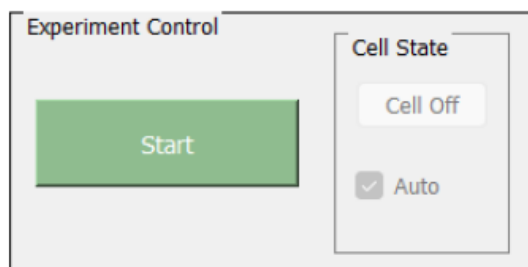 Experiment Control
Cell State
Cell Off
Start
Auto